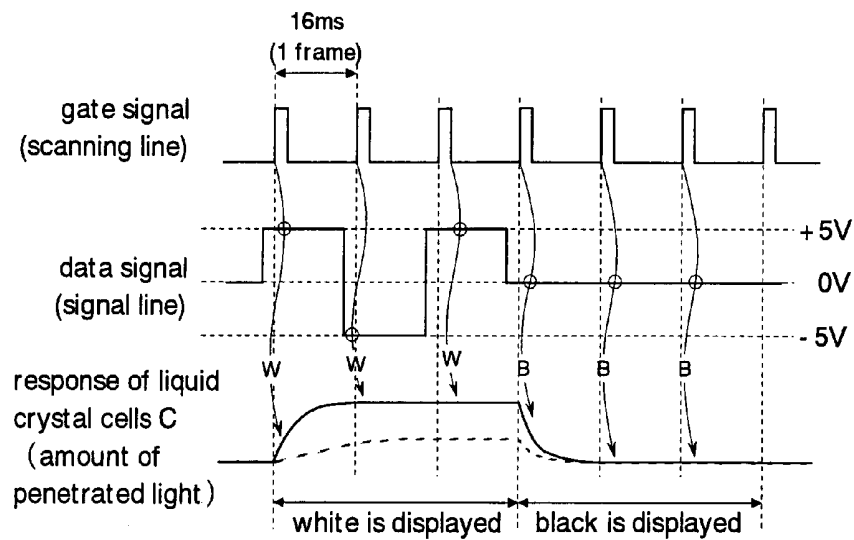 16ms
(1 frame)
gate signal
(scanning line)
+5V
data signal
(signal line)
0V
-5V
W W W B B B
response of liquid
crystal cells C
(amount of
penetrated light)
white is displayed black is displayed